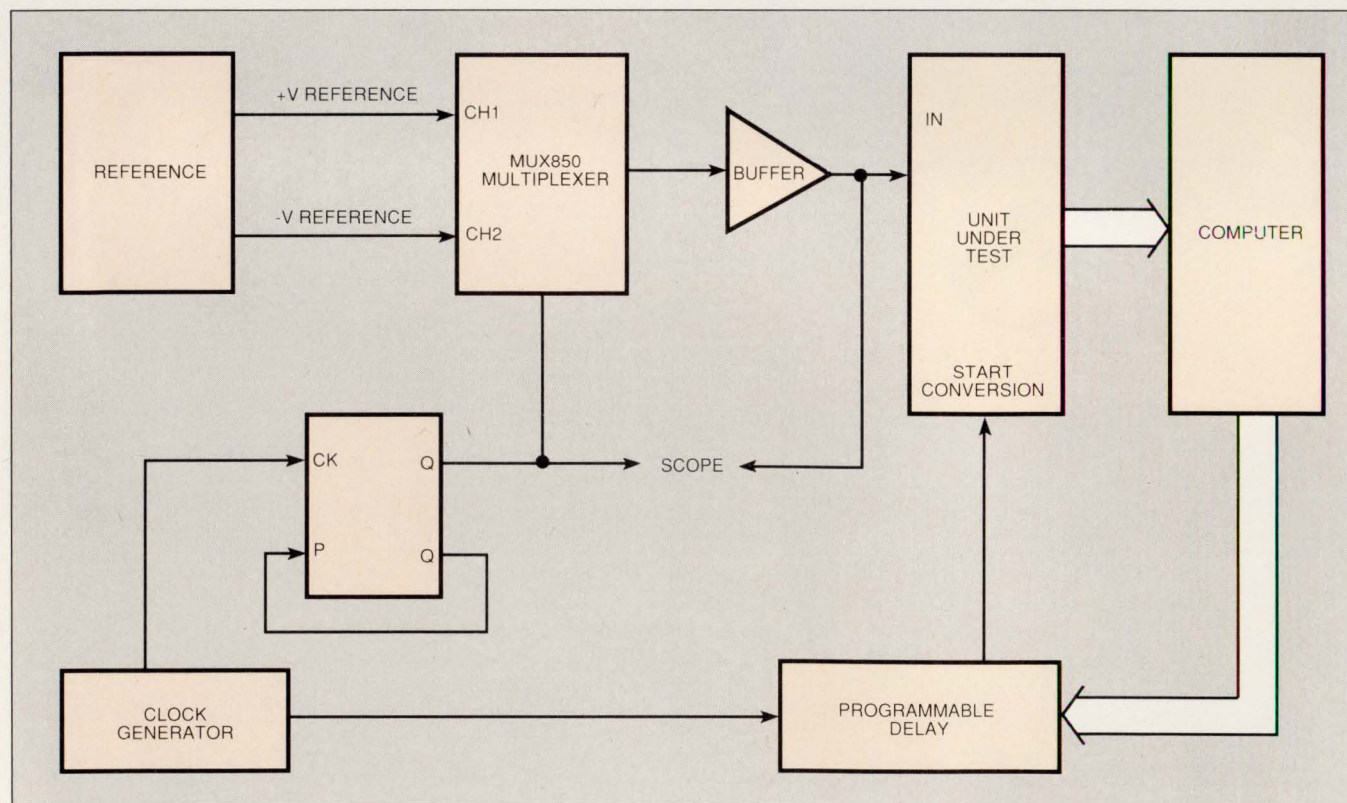 REFERENCE
+V REFERENCE
-V REFERENCE
CH1
MUX850
MULTIPLEXER
CH2
BUFFER
IN
UNIT
UNDER
TEST
START
CONVERSION
COMPUTER
CK
Q
P
Q
SCOPE
CLOCK
GENERATOR
PROGRAMMABLE
DELAY